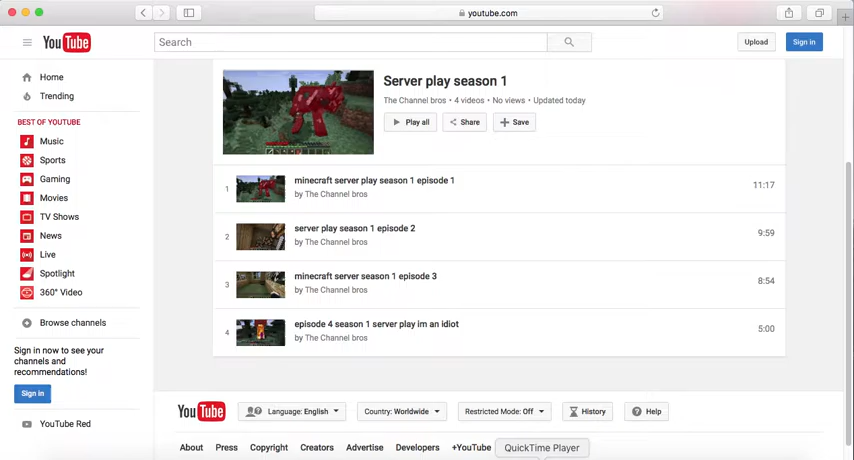 youtube.com
YouTube
Search
Upload
Sign in
Home
Trending
BEST OF YOUTUBE
Music
Sports
Gaming
Movies
TV Shows
News
Live
Spotlight
360° Video
Browse channels
Sign in now to see your
channels and
recommendations!
Sign in
YouTube Red
Server play season 1
The Channel bros • 4 videos • No views • Updated today
Play all
Share
Save
1
minecraft server play season 1 episode 1
by The Channel bros
11:17
2
server play season 1 episode 2
by The Channel bros
9:59
3
minecraft server season 1 episode 3
by The Channel bros
8:54
4
episode 4 season 1 server play im an idiot
by The Channel bros
5:00
YouTube
Language: English
Country: Worldwide
Restricted Mode: Off
History
Help
About Press Copyright Creators Advertise Developers +YouTube
QuickTime Player